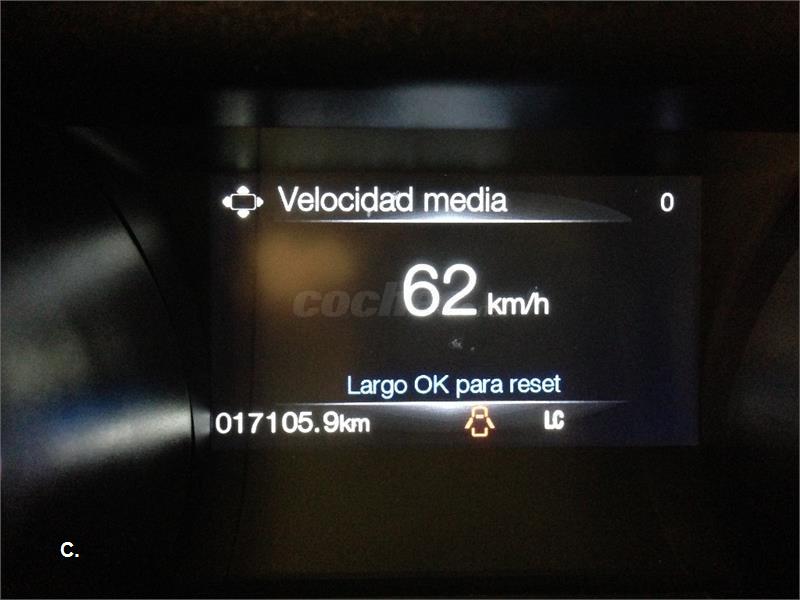 Velocidad media 0
62 km/h
Largo OK para reset
017105.9km LC
C.